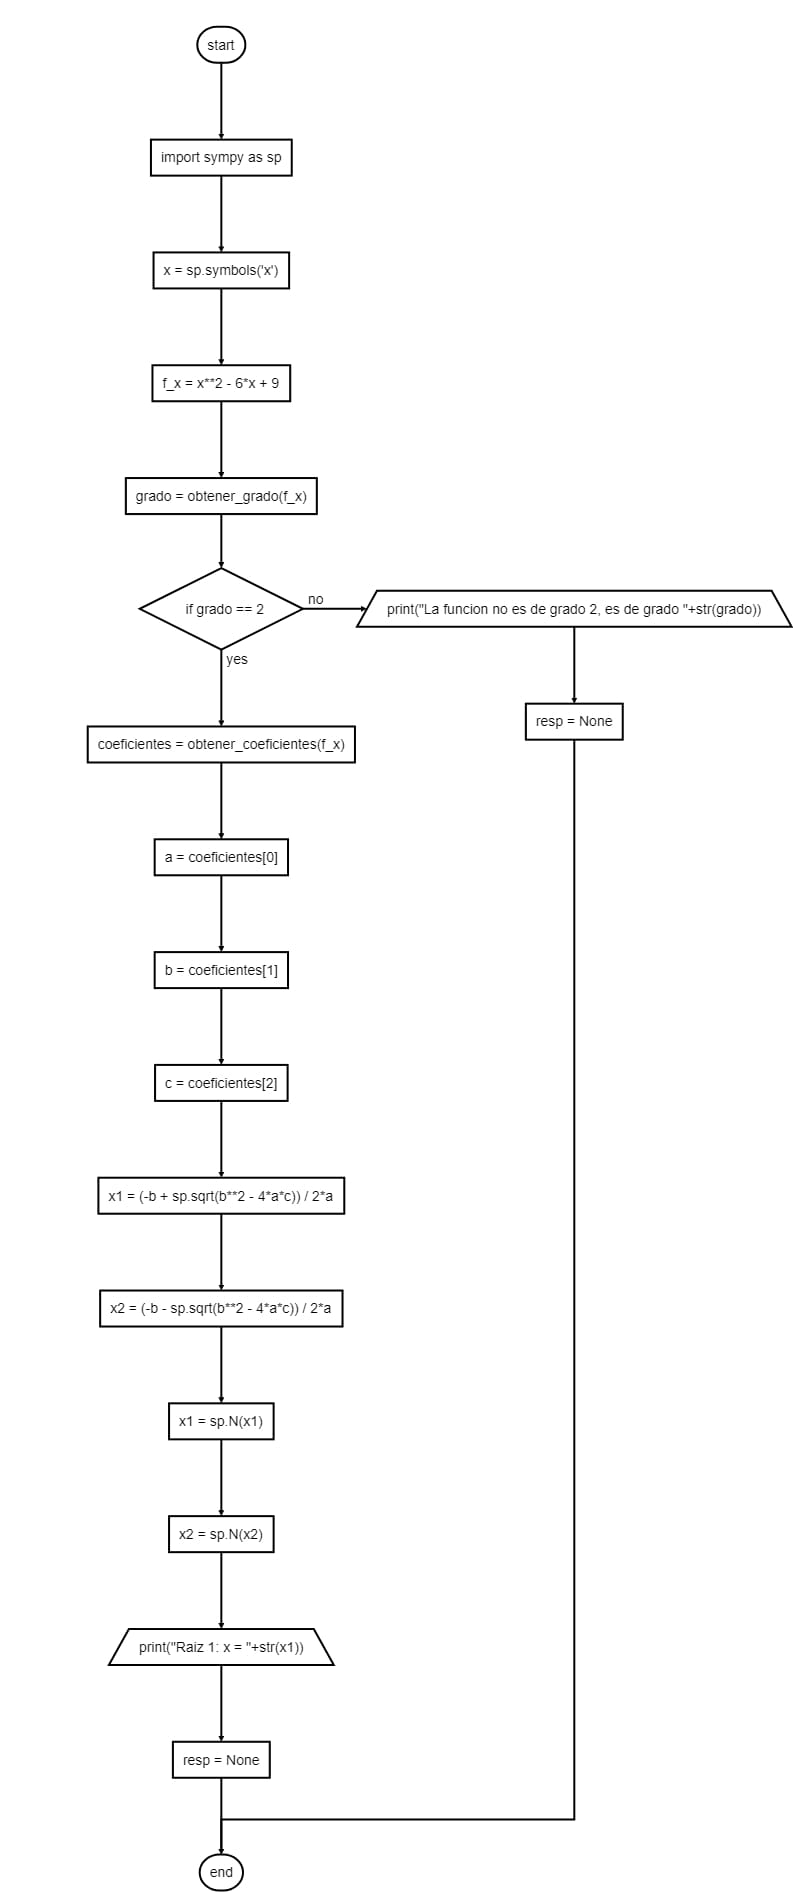 start
import sympy as sp
x = sp.symbols('x')
f_x = x**2 - 6*x + 9
grado = obtener_grado(f_x)
if grado == 2
no
print("La funcion no es de grado 2, es de grado "+str(grado))
yes
resp = None
coeficientes = obtener_coeficientes(f_x)
a = coeficientes[0]
b = coeficientes[1]
c = coeficientes[2]
x1 = (-b + sp.sqrt(b**2 - 4*a*c)) / 2*a
x2 = (-b - sp.sqrt(b**2 - 4*a*c)) / 2*a
x1 = sp.N(x1)
x2 = sp.N(x2)
print("Raiz 1: x = "+str(x1))
resp = None
end